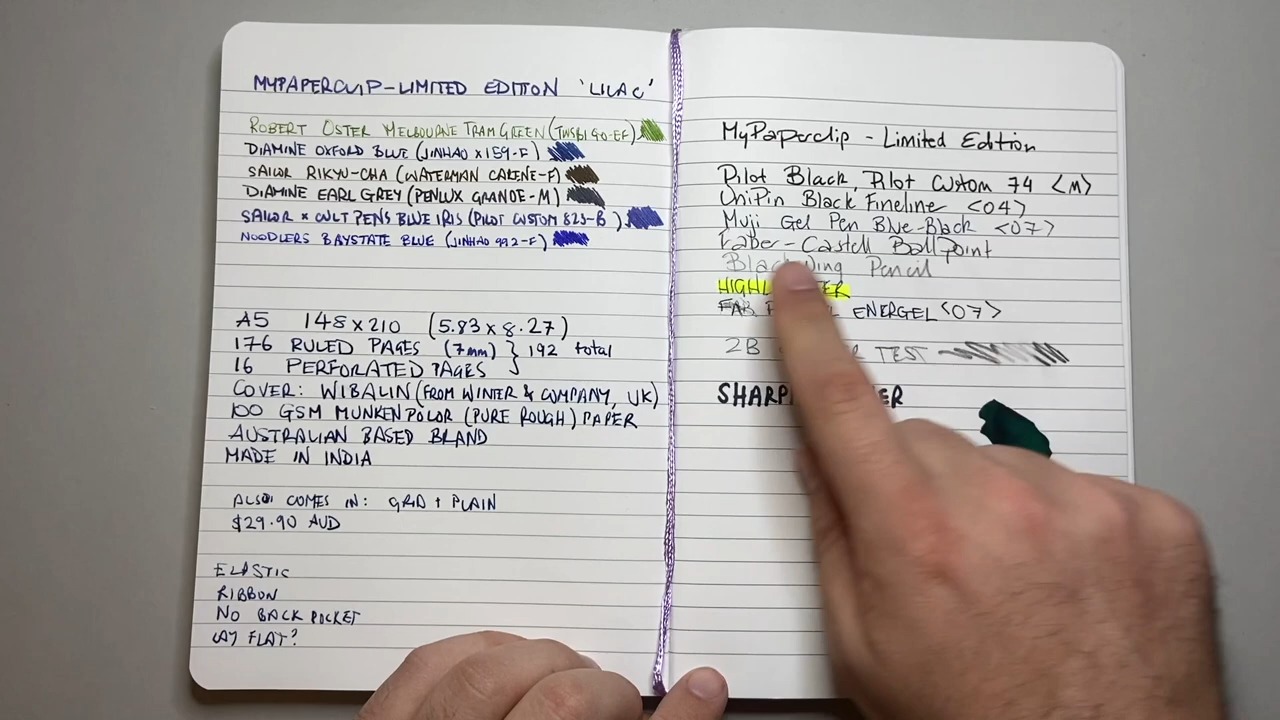 MYPAPERCLIP-LIMITED EDITION 'LILAC'
ROBERT OSTER MELBOURNE TRAM GREEN (TWSBI GO-EF)
DIAMINE OXFORD BLUE (JINHAO X159-F)
SAILOR RIKYU-CHA (WATERMAN CARENE-F)
DIAMINE EARL GREY (PENLUX GRANDE-M)
SAILOR x CULT PENS BLUE IRIS (PILOT CUSTOM 823-B)
NOODLERS BAYSTATE BLUE (JINHAO 992-F)
A5 148 x 210 (5.83 x 8.27)
176 RULED PAGES (7mm) } 192 total
16 PERFORATED PAGES
COVER: WIBALIN (FROM WINTER & COMPANY, UK)
100 GSM MUNKEN POLOR (PURE ROUGH) PAPER
AUSTRALIAN BASED BRAND
MADE IN INDIA
ALSO COMES IN: GRID + PLAIN
$29.90 AUD
ELASTIC
RIBBON
NO BACK POCKET
LAY FLAT?
MyPaperclip - Limited Edition
Pilot Black, Pilot Custom 74 <M>
UniPin Black Fineline <04>
Muji Gel Pen Blue-Black <07>
Faber-Castell BallPoint
Pencil
ENERGEL <07>
2B TEST